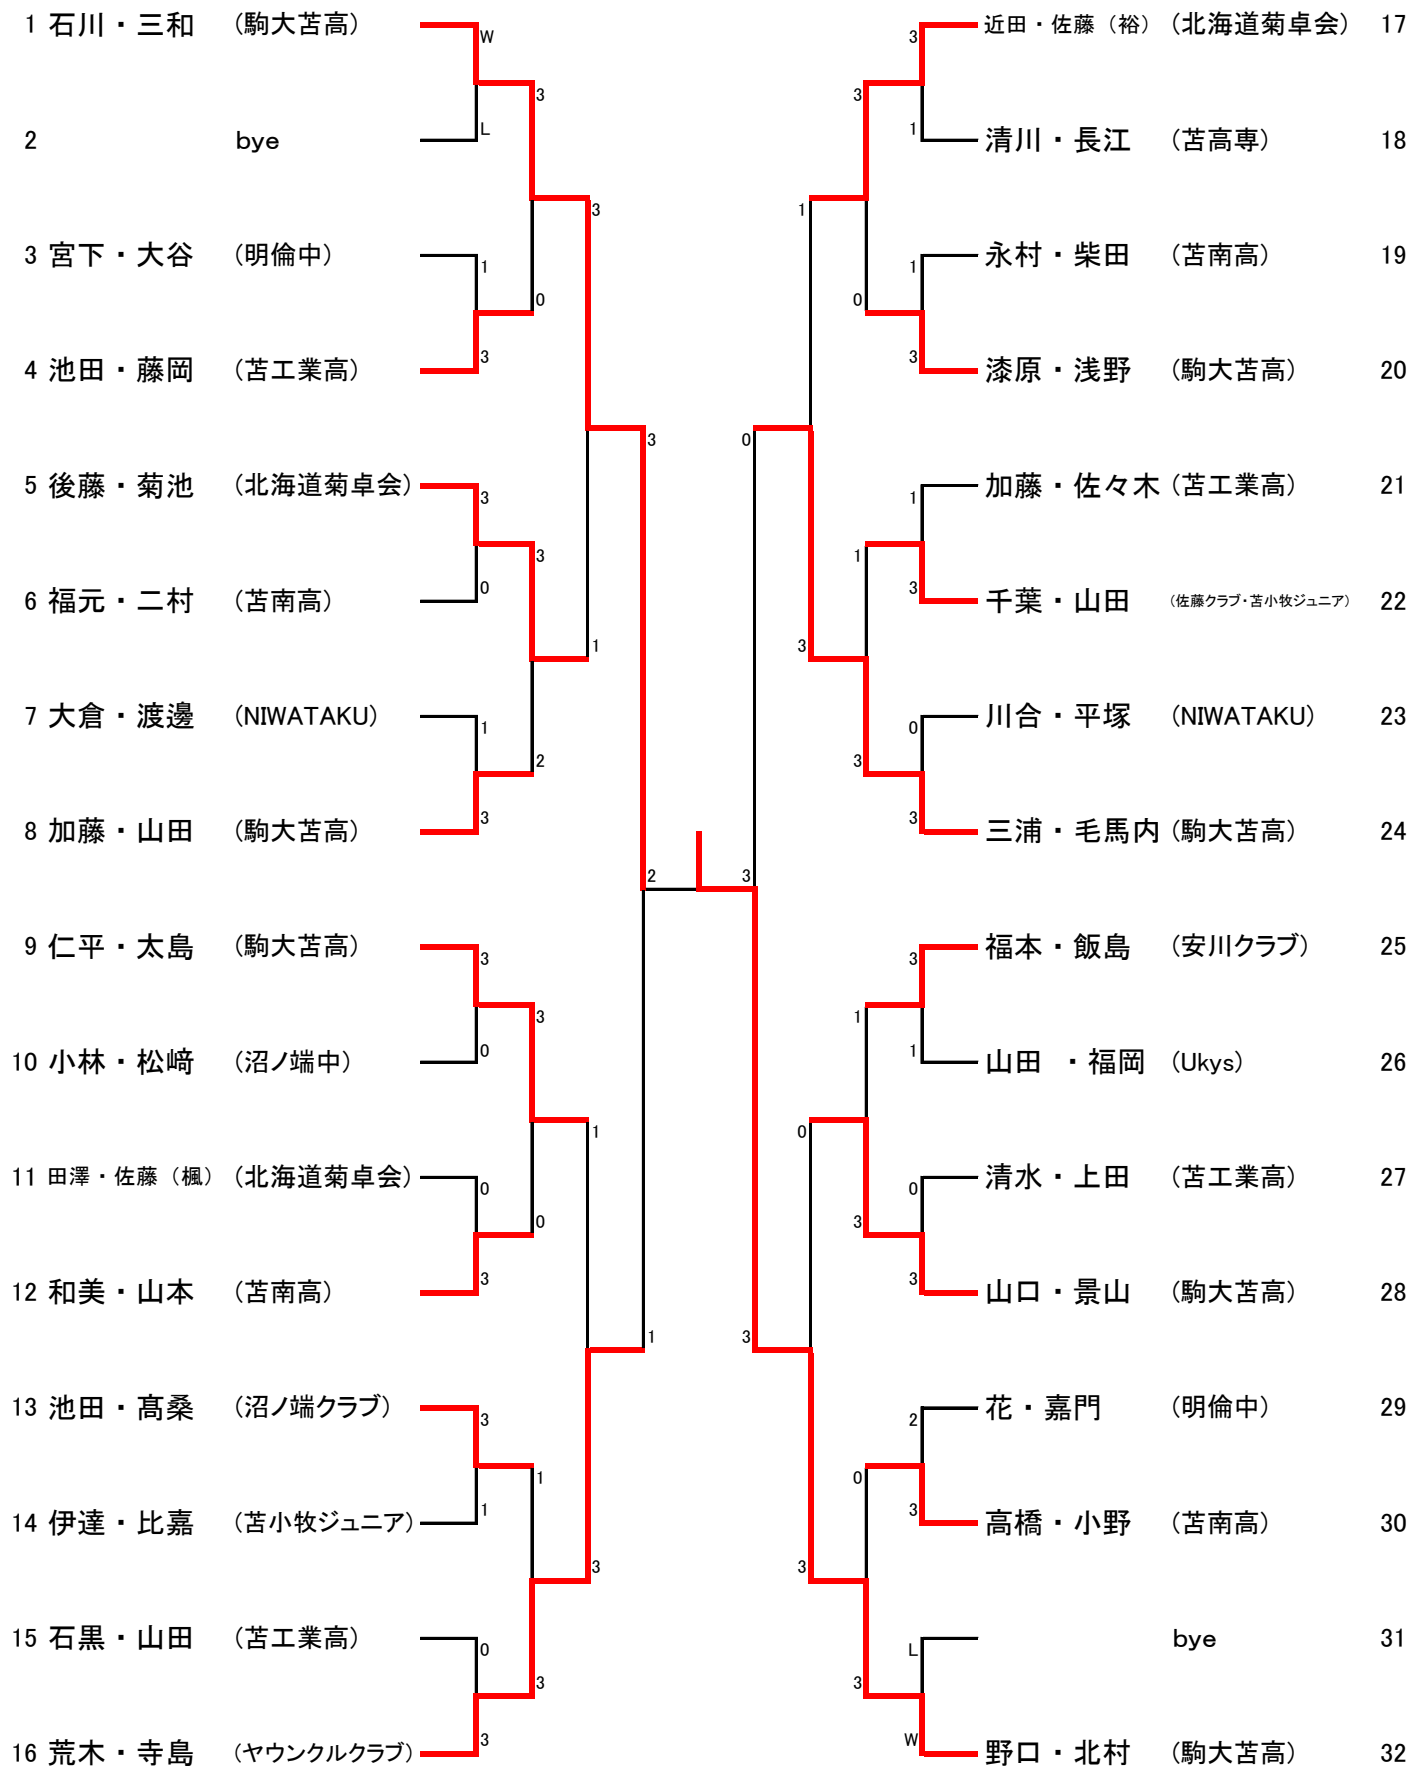 1 石川・三和 (駒大苫高)
W
3
L
2 bye
3
3 宮下・大谷 (明倫中)
1
0
3
4 池田・藤岡 (苫工業高)
3
5 後藤・菊池 (北海道菊卓会)
3
3
0
6 福元・二村 (苫南高)
1
7 大倉・渡邊 (NIWATAKU)
1
2
3
8 加藤・山田 (駒大苫高)
2
9 仁平・太島 (駒大苫高)
3
3
0
10 小林・松﨑 (沼ノ端中)
1
11 田澤・佐藤（楓） (北海道菊卓会)
0
0
3
12 和美・山本 (苫南高)
1
13 池田・髙桑 (沼ノ端クラブ)
3
1
1
14 伊達・比嘉 (苫小牧ジュニア)
3
15 石黒・山田 (苫工業高)
0
3
3
16 荒木・寺島 (ヤウンクルクラブ)
近田・佐藤（裕） (北海道菊卓会) 17
3
3
1
清川・長江 (苫高専) 18
1
永村・柴田 (苫南高) 19
1
0
3
漆原・浅野 (駒大苫高) 20
0
加藤・佐々木 (苫工業高) 21
1
1
3
千葉・山田 (佐藤クラブ・苫小牧ジュニア) 22
3
川合・平塚 (NIWATAKU) 23
0
3
3
三浦・毛馬内 (駒大苫高) 24
3
福本・飯島 (安川クラブ) 25
3
1
1
山田 ・福岡 (Ukys) 26
0
清水・上田 (苫工業高) 27
0
3
3
山口・景山 (駒大苫高) 28
3
花・嘉門 (明倫中) 29
2
0
3
高橋・小野 (苫南高) 30
3
bye 31
L
3
W
野口・北村 (駒大苫高) 32